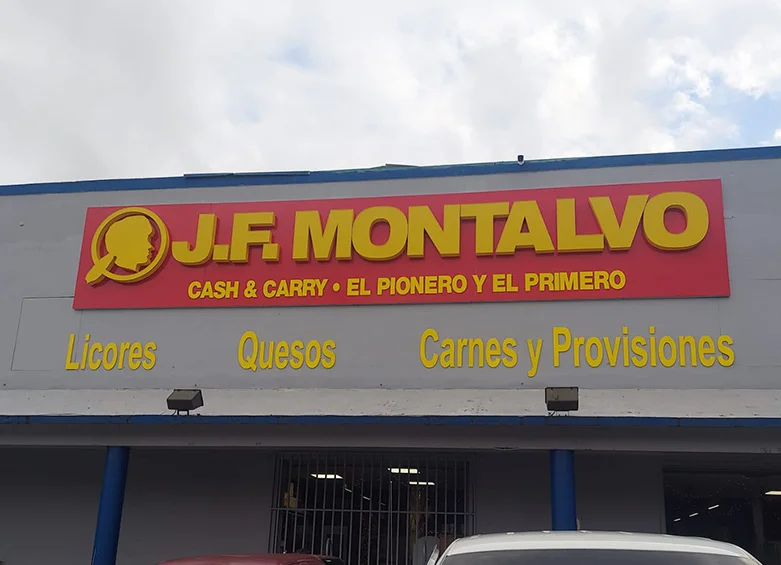 J.F. MONTALVO
CASH & CARRY • EL PIONERO Y EL PRIMERO
Licores Quesos Carnes y Provisiones